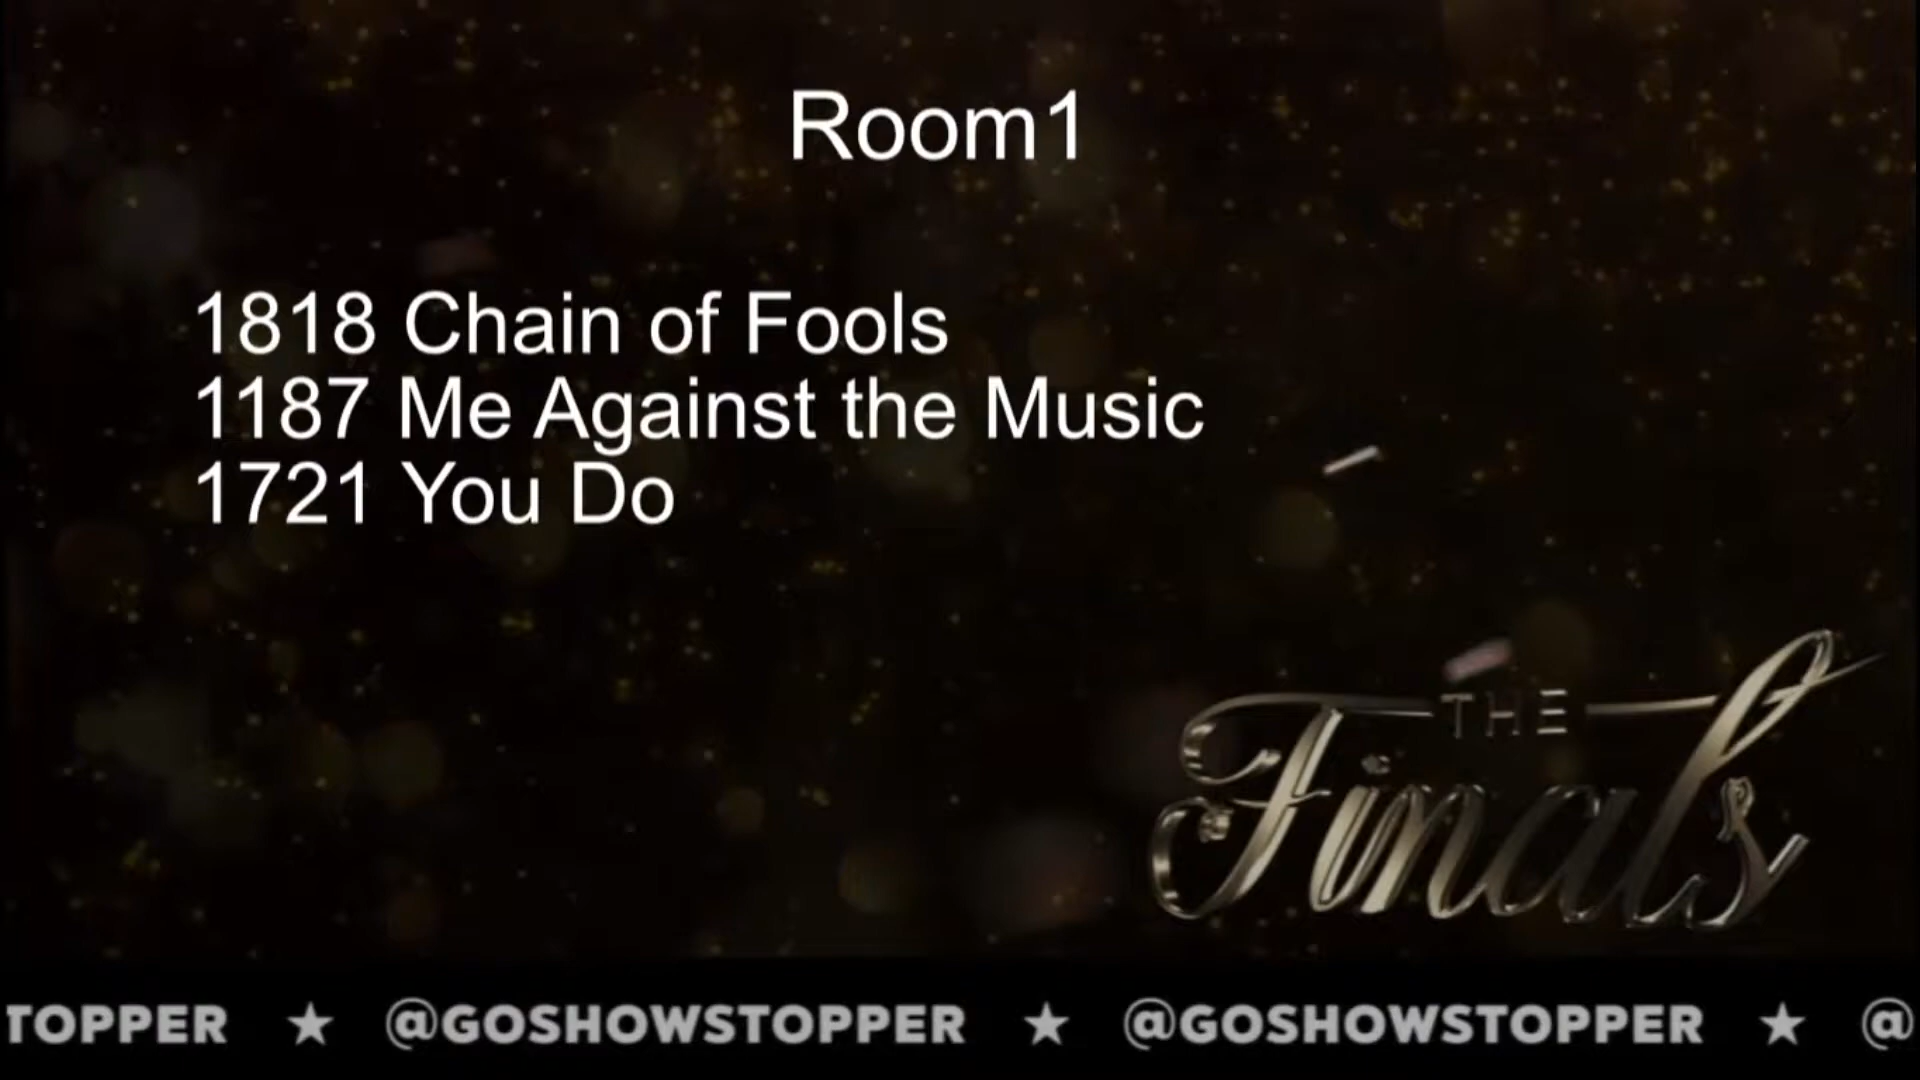 Room1
1818 Chain of Fools
1187 Me Against the Music
1721 You Do
THE
Finals
TOPPER ★ @GOSHOWSTOPPER ★ @GOSHOWSTOPPER ★ @